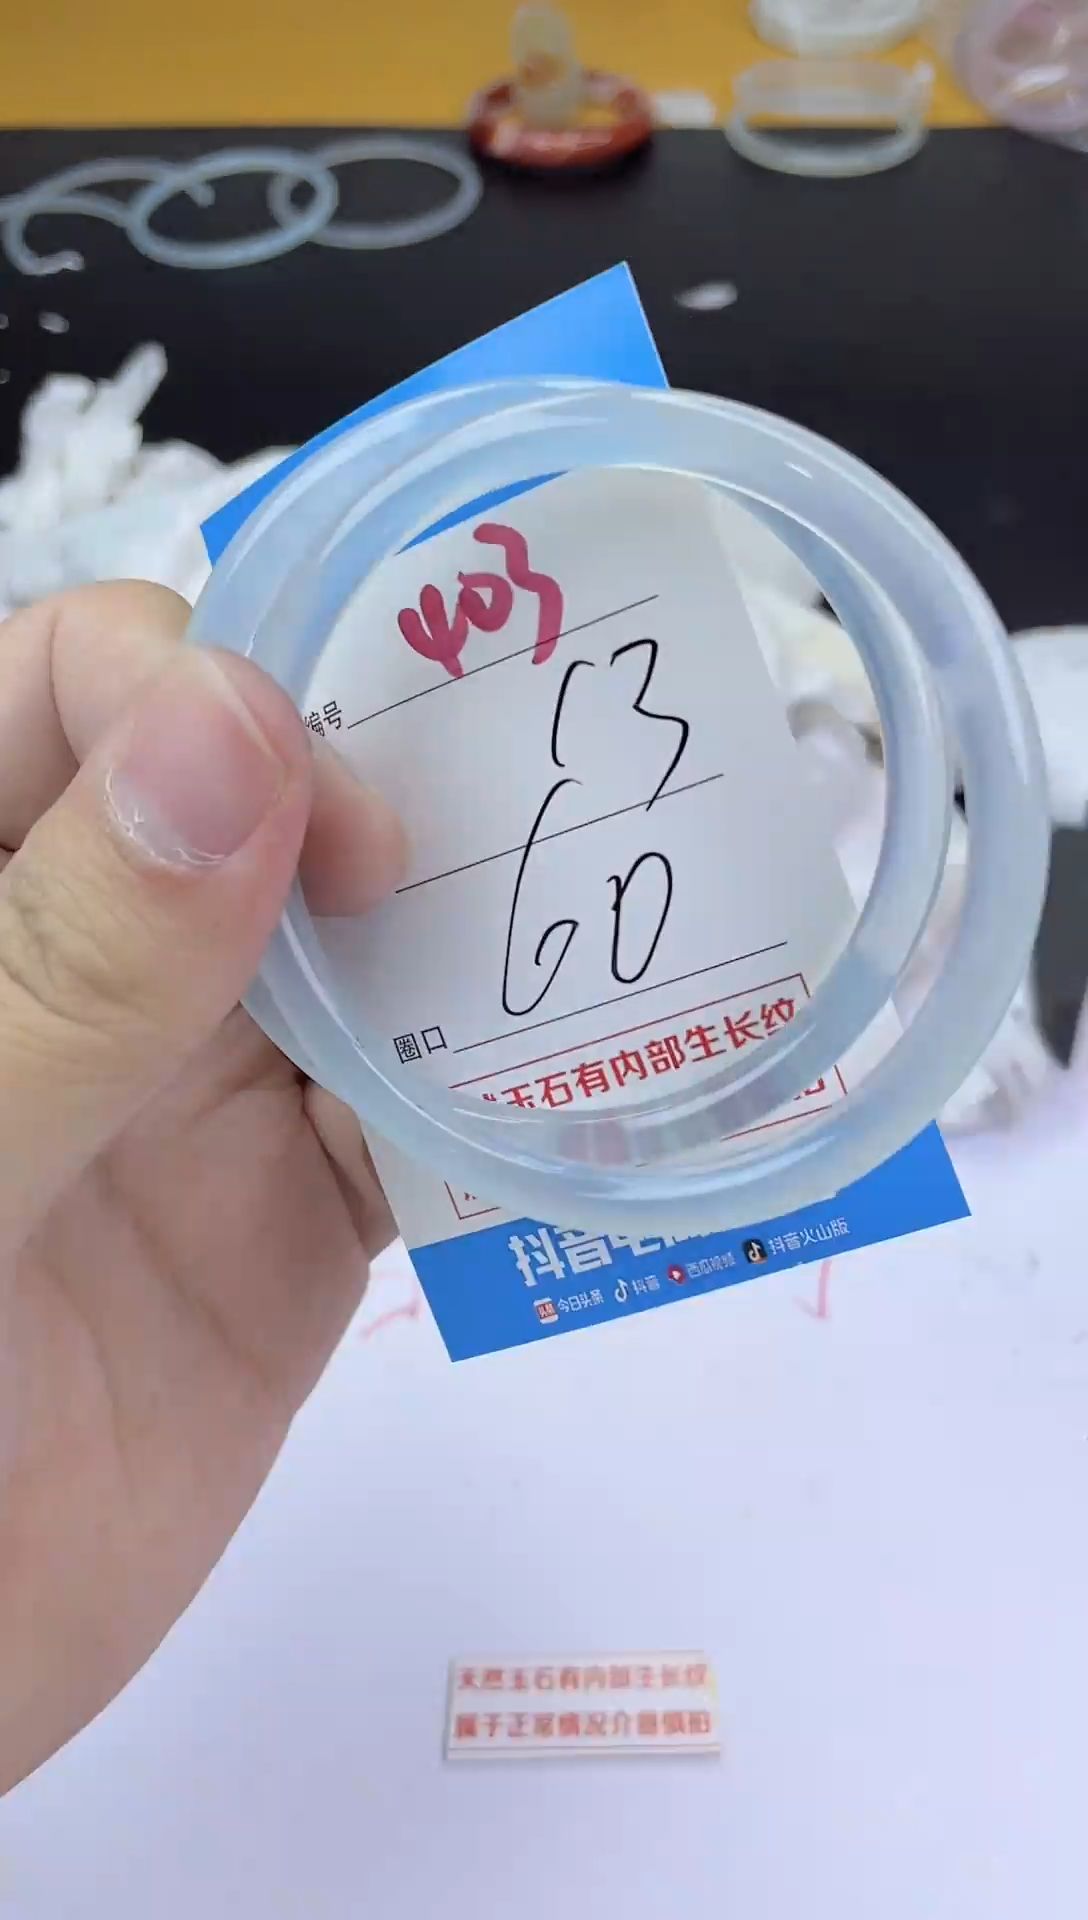 403
编号
53
60
圈口
玉石有内部生长纹
抖音电
今日头条 抖音 西瓜视频 抖音火山版
天然玉石有内部生长纹
属于正常情况介意慎拍